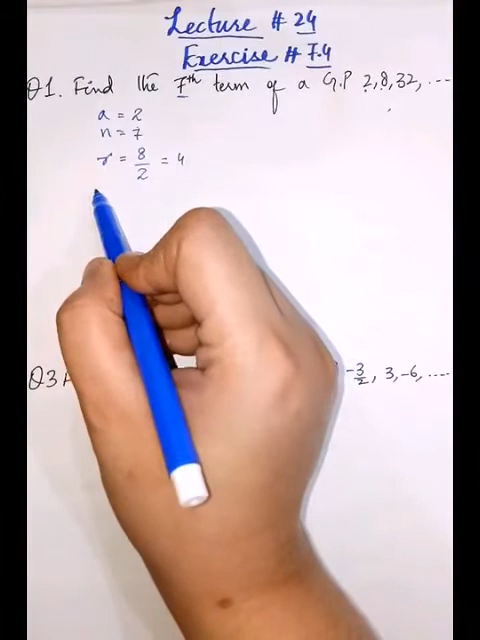 Lecture # 24
Exercise # 7.4
Q1. Find the 7th term of a G.P 2,8,32, ...
a = 2
n = 7
r = 8/2 = 4
Q3 -3/2, 3, -6, ....